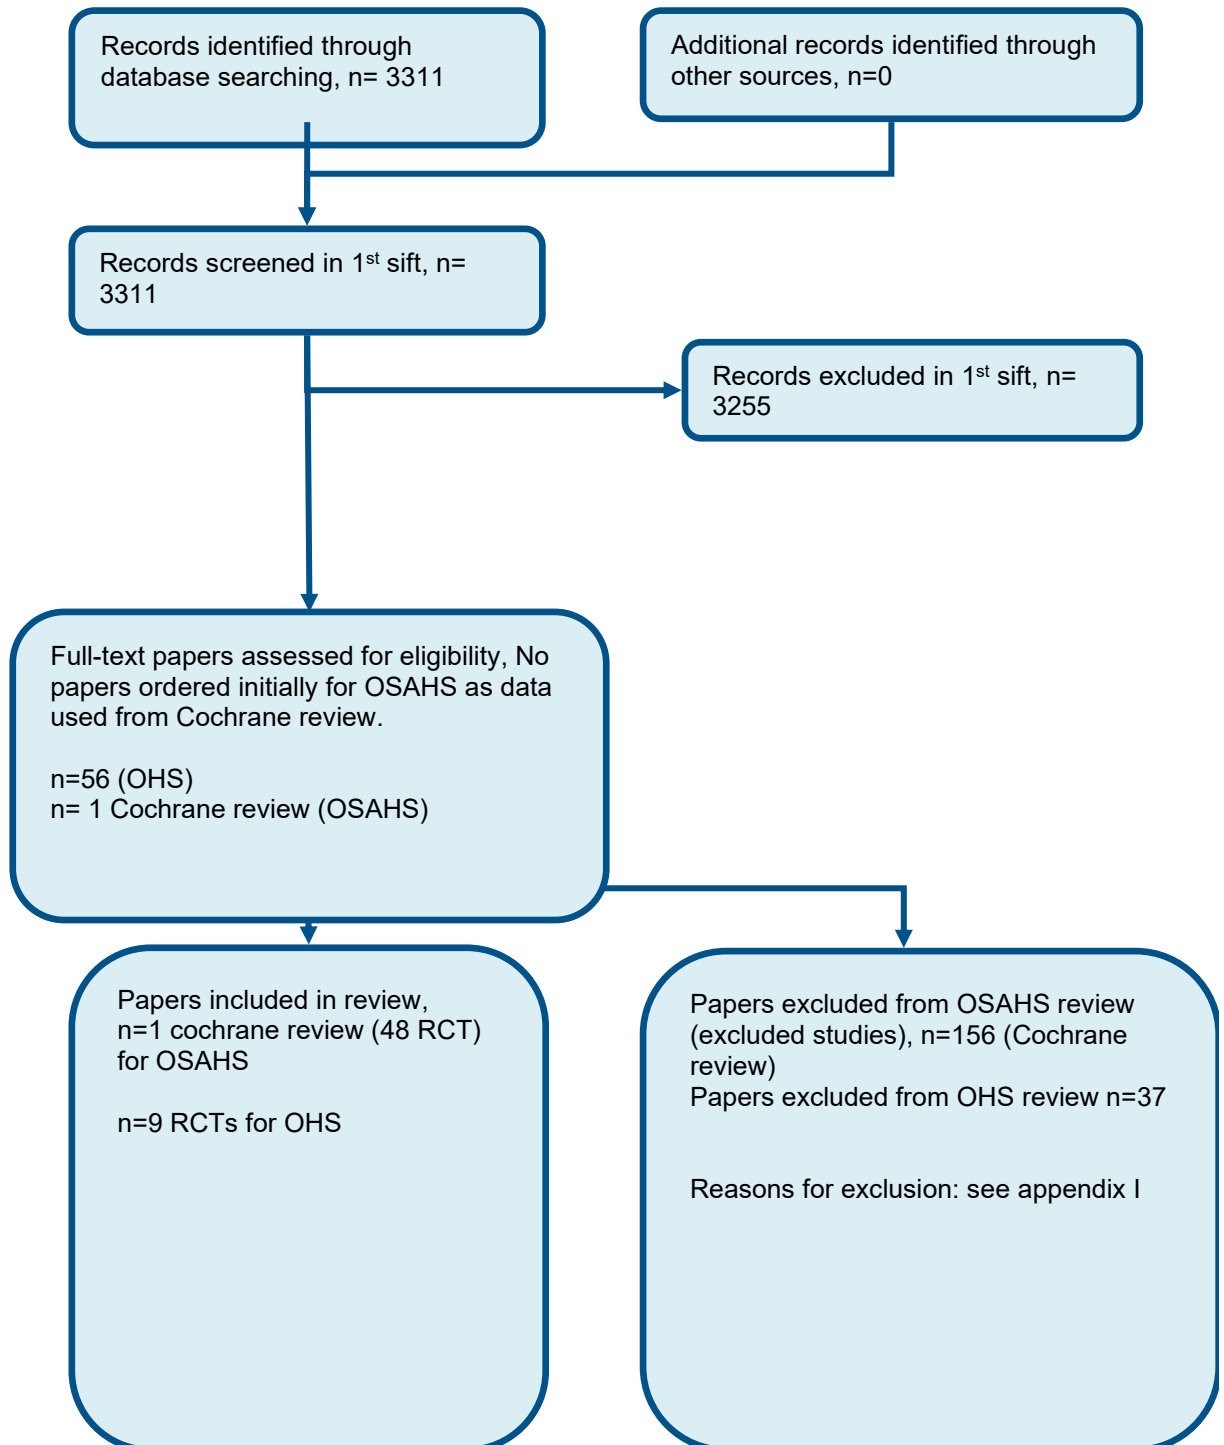 Records identified through
database searching, n= 3311
Additional records identified through
other sources, n=0
Records screened in 1st sift, n=
3311
Records excluded in 1st sift, n=
3255
Full-text papers assessed for eligibility, No
papers ordered initially for OSAHS as data
used from Cochrane review.
n=56 (OHS)
n= 1 Cochrane review (OSAHS)
Papers included in review,
n=1 cochrane review (48 RCT)
for OSAHS
n=9 RCTs for OHS
Papers excluded from OSAHS review
(excluded studies), n=156 (Cochrane
review)
Papers excluded from OHS review n=37
Reasons for exclusion: see appendix I